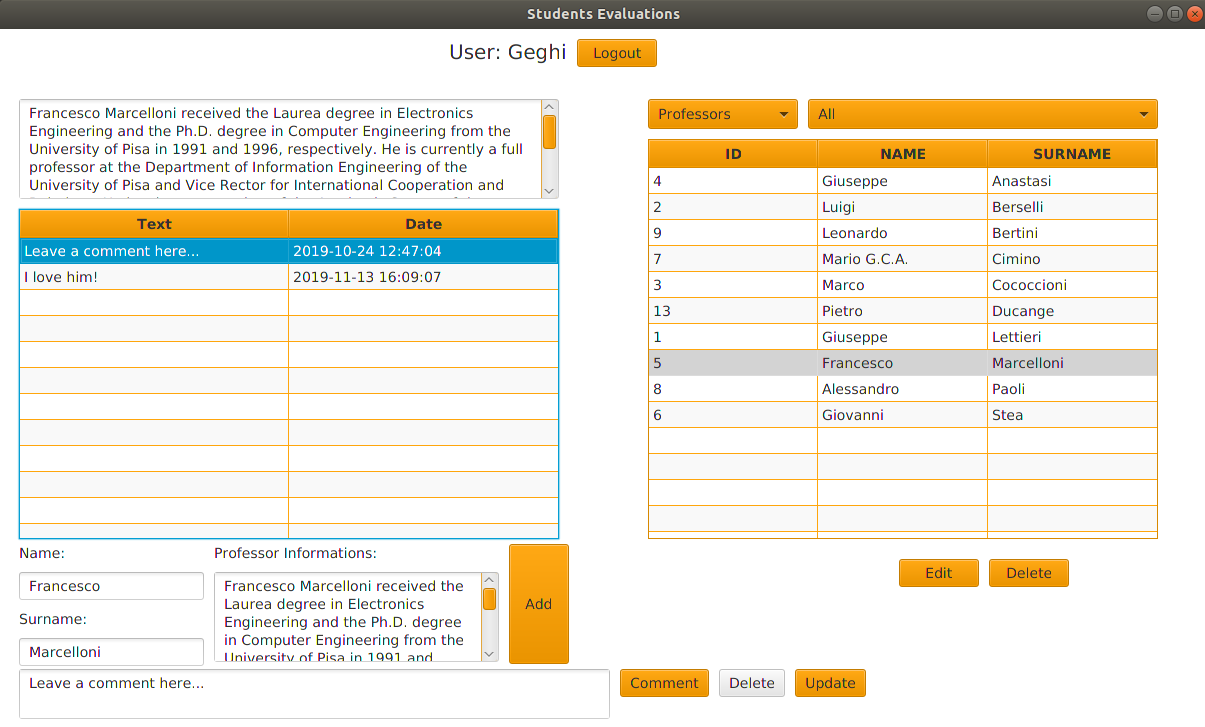 Students Evaluations
User: Geghi
Logout
Francesco Marcelloni received the Laurea degree in Electronics
Engineering and the Ph.D. degree in Computer Engineering from the
University of Pisa in 1991 and 1996, respectively. He is currently a full
professor at the Department of Information Engineering of the
University of Pisa and Vice Rector for International Cooperation and
Professors
All
Text Date
Leave a comment here... 2019-10-24 12:47:04
I love him! 2019-11-13 16:09:07
ID NAME SURNAME
4 Giuseppe Anastasi
2 Luigi Berselli
9 Leonardo Bertini
7 Mario G.C.A. Cimino
3 Marco Cococcioni
13 Pietro Ducange
1 Giuseppe Lettieri
5 Francesco Marcelloni
8 Alessandro Paoli
6 Giovanni Stea
Name:
Francesco
Surname:
Marcelloni
Professor Informations:
Francesco Marcelloni received the
Laurea degree in Electronics
Engineering and the Ph.D. degree
in Computer Engineering from the
University of Pisa in 1991 and
Add
Edit
Delete
Leave a comment here...
Comment
Delete
Update